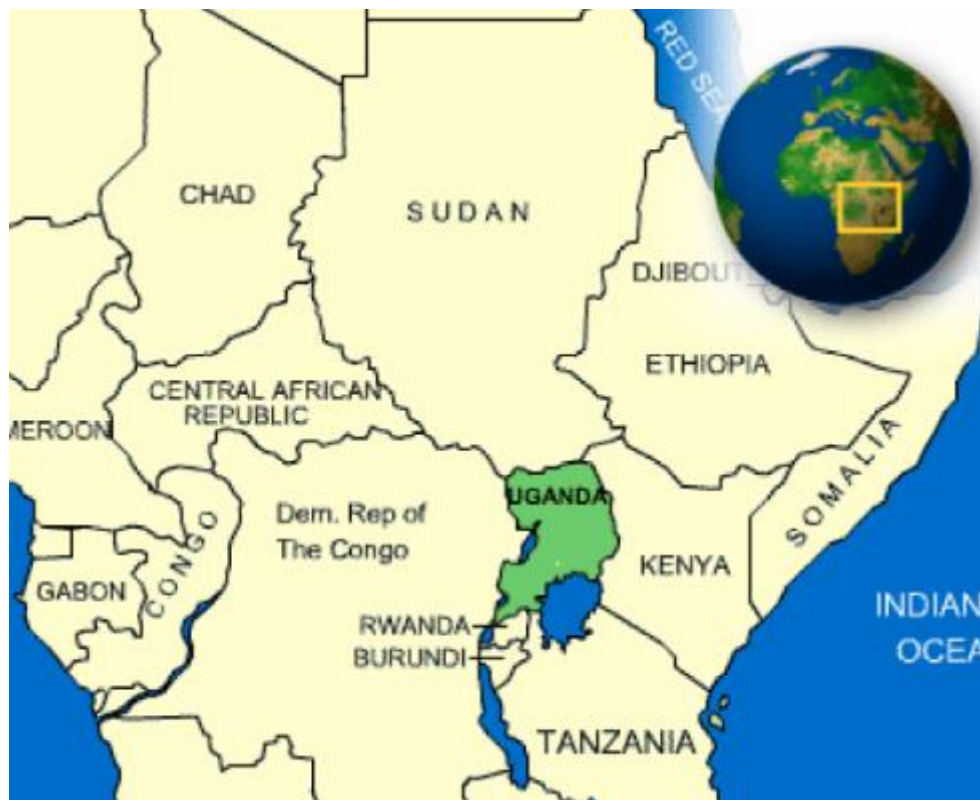 RED SEA
CHAD
SUDAN
DJIBOUT
ETHIOPIA
CENTRAL AFRICAN
REPUBLIC
MEROON
SOMALIA
UGANDA
Dem. Rep of
The Congo
CONGO
KENYA
GABON
INDIAN
OCEA
RWANDA
BURUNDI
TANZANIA